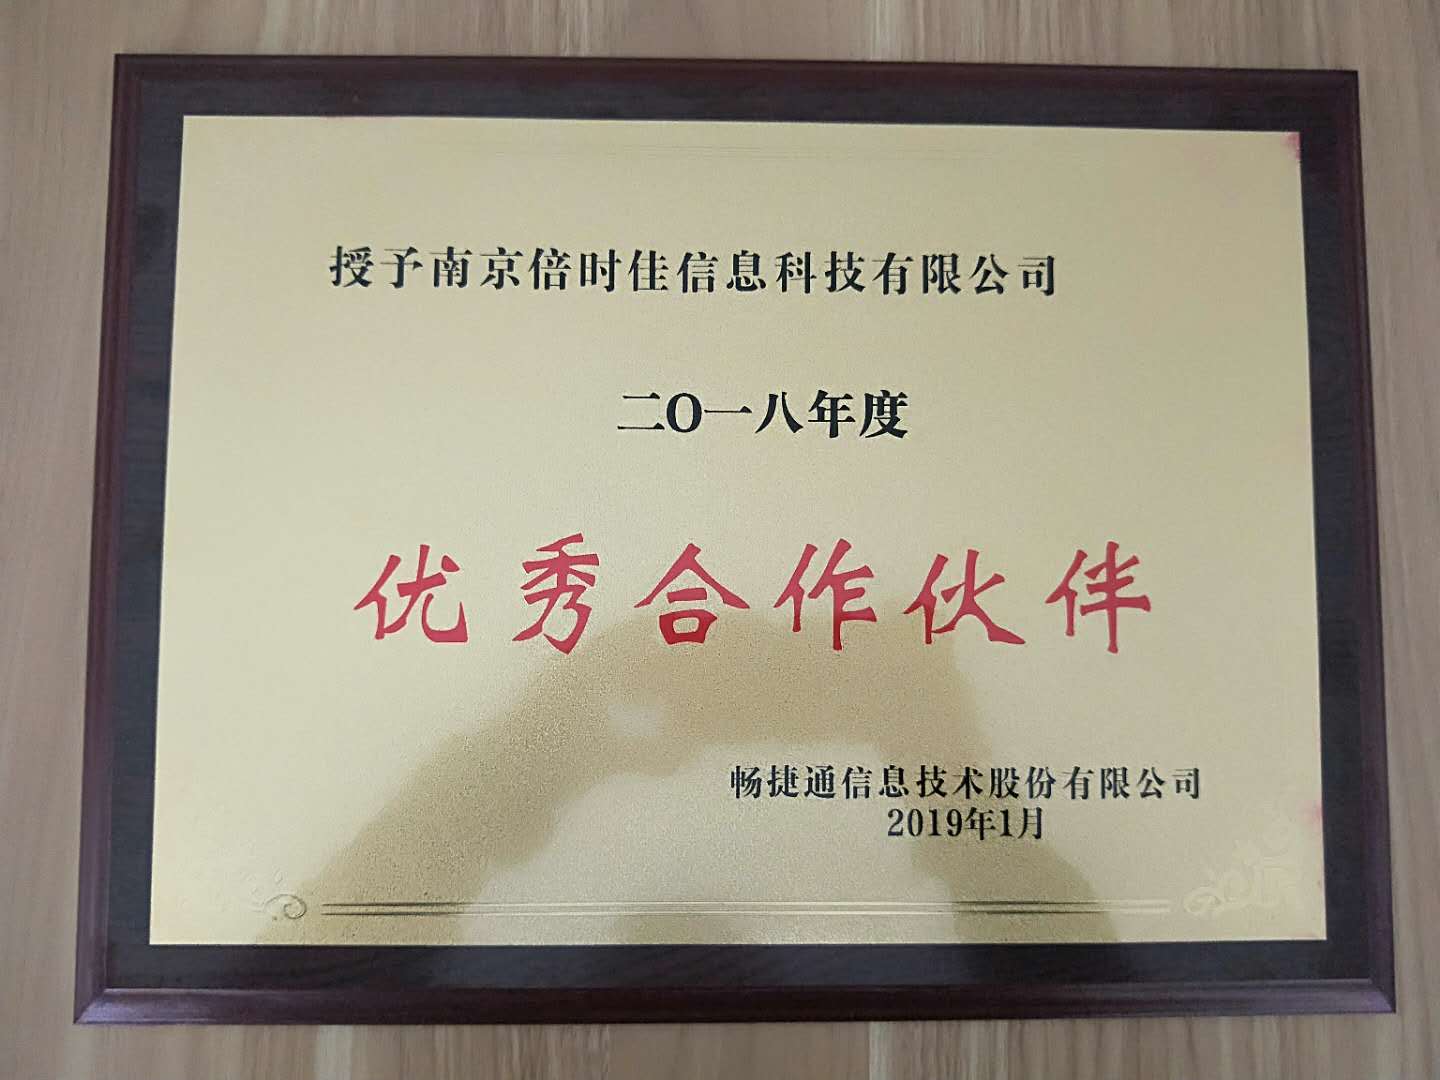 授予南京倍时佳信息科技有限公司
二O一八年度
优秀合作伙伴
畅捷通信息技术股份有限公司
2019年1月